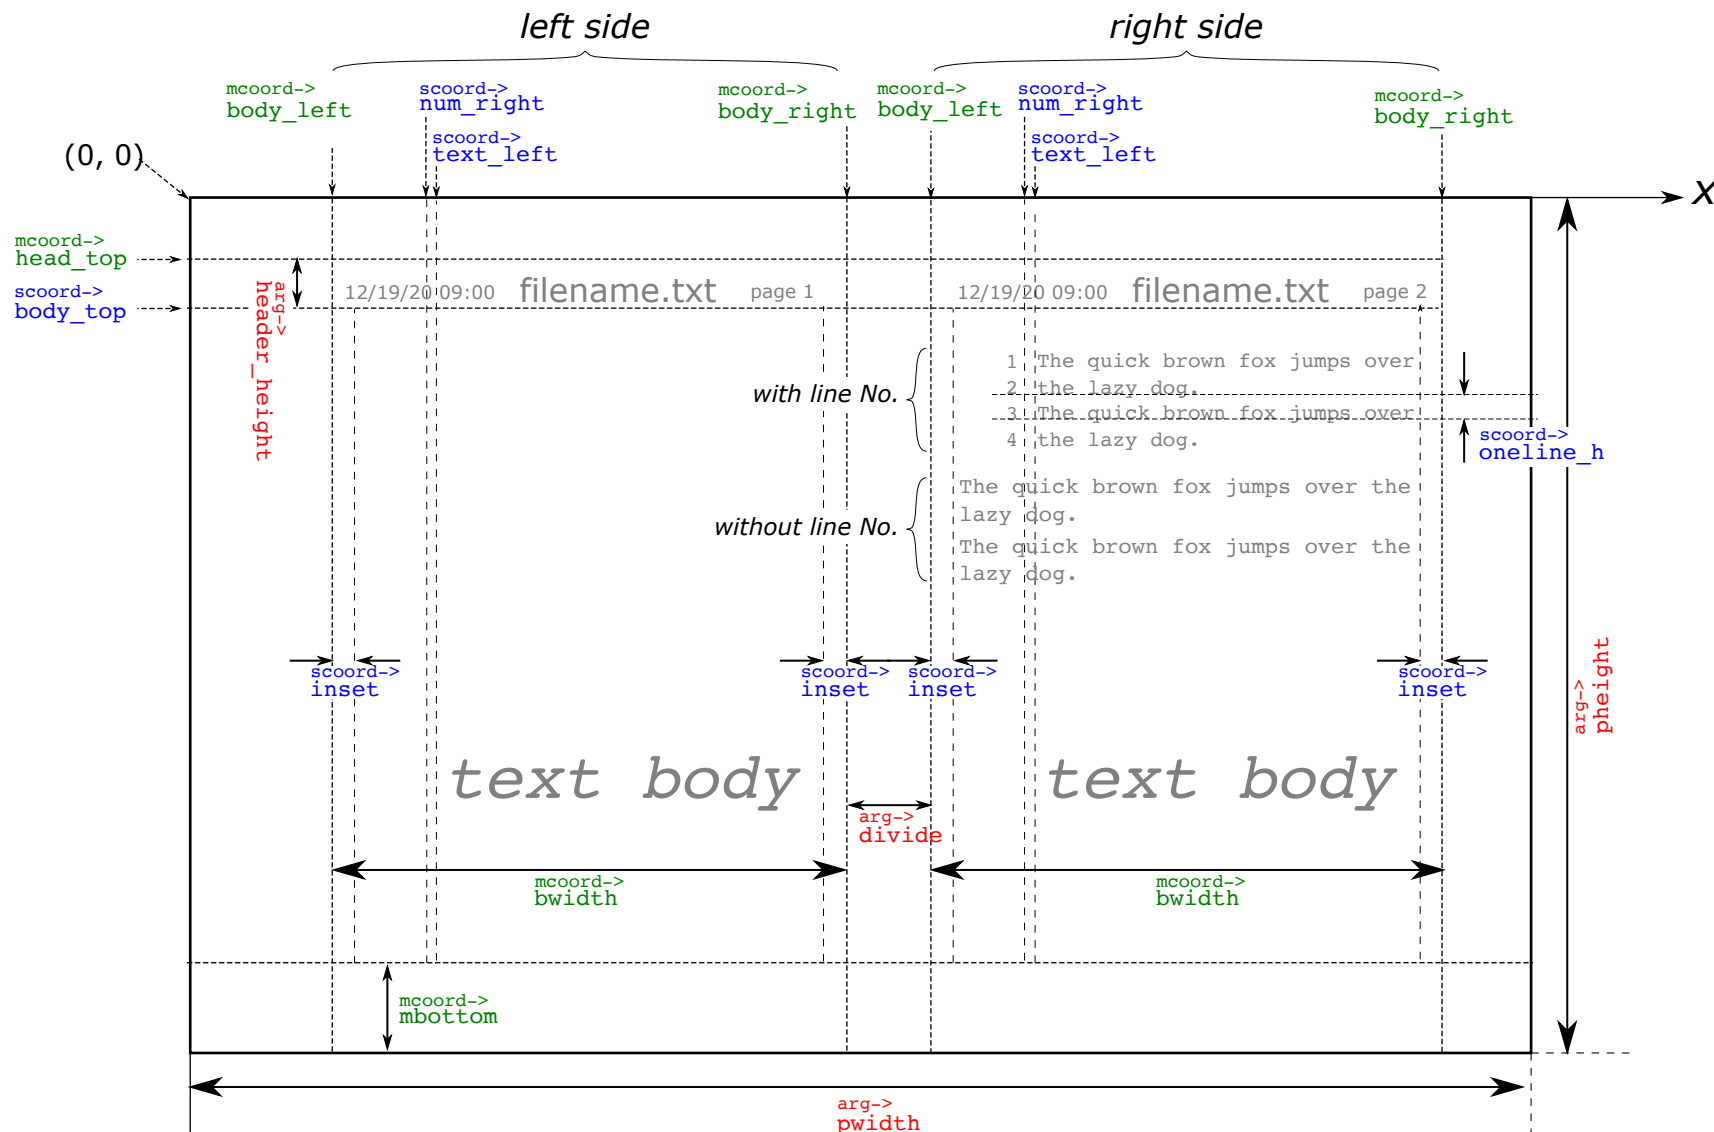 left side
right side
mcoord->
body_left
scoord->
num_right
mcoord->
body_right
mcoord->
body_left
scoord->
num_right
mcoord->
body_right
scoord->
text_left
scoord->
text_left
(0, 0)
x
mcoord->
head_top
scoord->
body_top
arg->
header_height
12/19/20 09:00 filename.txt page 1
12/19/20 09:00 filename.txt page 2
with line No.
1 The quick brown fox jumps over
2 the lazy dog.
3 The quick brown fox jumps over
4 the lazy dog.
scoord->
oneline_h
without line No.
The quick brown fox jumps over the
lazy dog.
The quick brown fox jumps over the
lazy dog.
scoord->
inset
scoord->
inset
scoord->
inset
scoord->
inset
arg->
pheight
text body
text body
arg->
divide
mcoord->
bwidth
mcoord->
bwidth
mcoord->
mbottom
arg->
pwidth